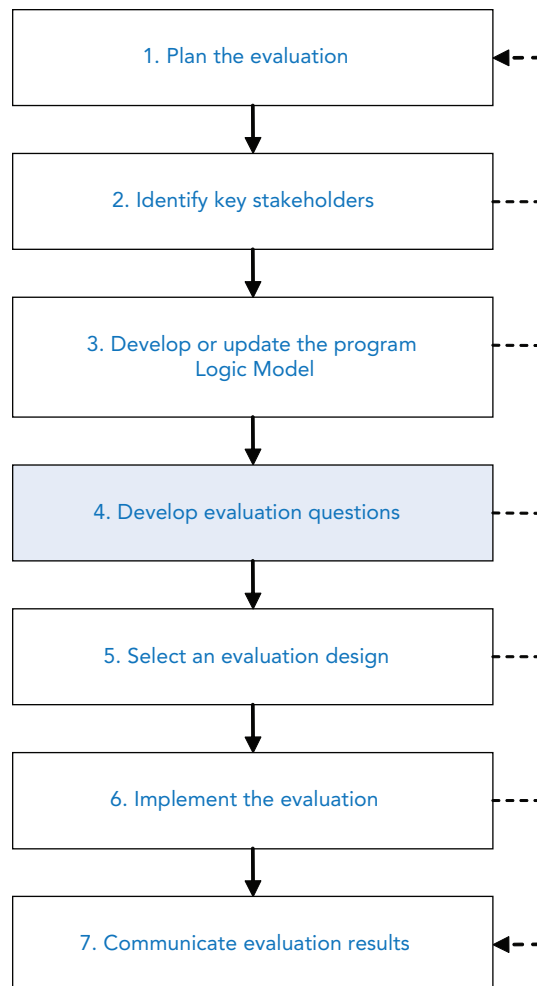 1. Plan the evaluation
2. Identify key stakeholders
3. Develop or update the program
Logic Model
4. Develop evaluation questions
5. Select an evaluation design
6. Implement the evaluation
7. Communicate evaluation results